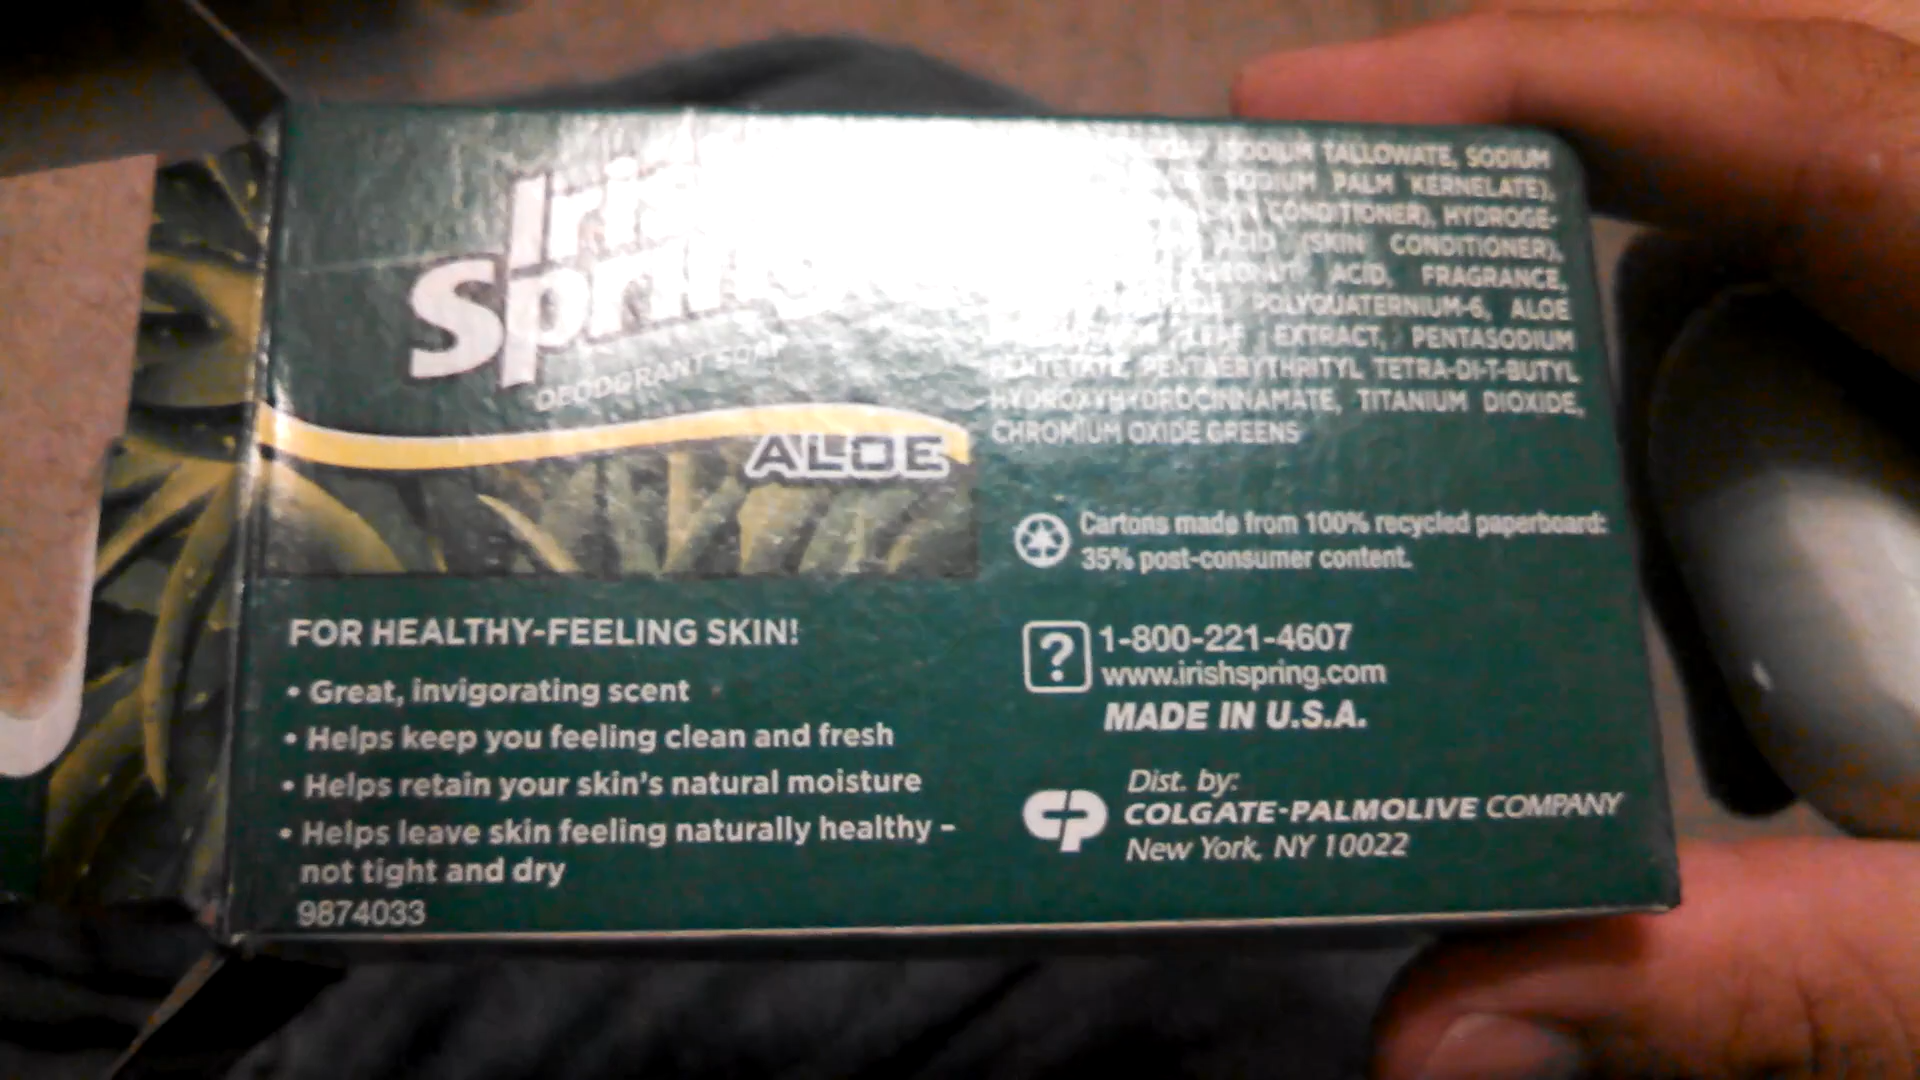 Spring
DEODORANT SOAP
ALOE
FOR HEALTHY-FEELING SKIN!
• Great, invigorating scent
• Helps keep you feeling clean and fresh
• Helps retain your skin's natural moisture
• Helps leave skin feeling naturally healthy –
not tight and dry
9874033
SODIUM TALLOWATE, SODIUM
SODIUM PALM KERNELATE),
CONDITIONER), HYDROGE-
ACID (SKIN CONDITIONER),
ACID, FRAGRANCE,
POLYQUATERNIUM-6, ALOE
LEAF EXTRACT, PENTASODIUM
PENTETATE, PENTAERYTHRITYL TETRA-DI-T-BUTYL
HYDROXYHYDROCINNAMATE, TITANIUM DIOXIDE,
CHROMIUM OXIDE GREENS
Cartons made from 100% recycled paperboard:
35% post-consumer content.
? 1-800-221-4607
www.irishspring.com
MADE IN U.S.A.
Dist. by:
CP COLGATE-PALMOLIVE COMPANY
New York, NY 10022